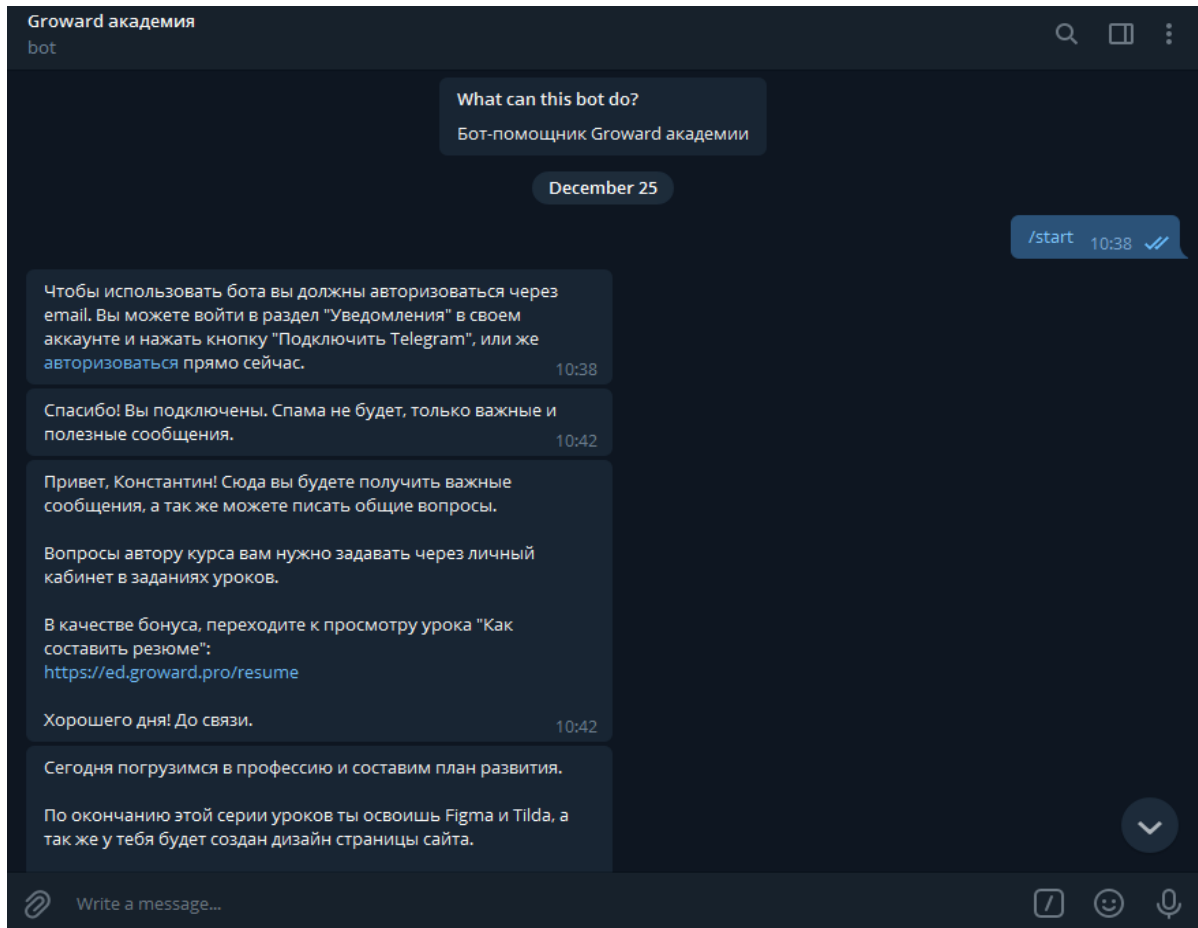 Groward академия
bot
What can this bot do?
Бот-помощник Groward академии
December 25
/start 10:38
Чтобы использовать бота вы должны авторизоваться через
email. Вы можете войти в раздел "Уведомления" в своем
аккаунте и нажать кнопку "Подключить Telegram", или же
авторизоваться прямо сейчас. 10:38
Спасибо! Вы подключены. Спама не будет, только важные и
полезные сообщения. 10:42
Привет, Константин! Сюда вы будете получить важные
сообщения, а так же можете писать общие вопросы.
Вопросы автору курса вам нужно задавать через личный
кабинет в заданиях уроков.
В качестве бонуса, переходите к просмотру урока "Как
составить резюме":
https://ed.groward.pro/resume
Хорошего дня! До связи. 10:42
Сегодня погрузимся в профессию и составим план развития.
По окончанию этой серии уроков ты освоишь Figma и Tilda, а
так же у тебя будет создан дизайн страницы сайта.
Write a message...